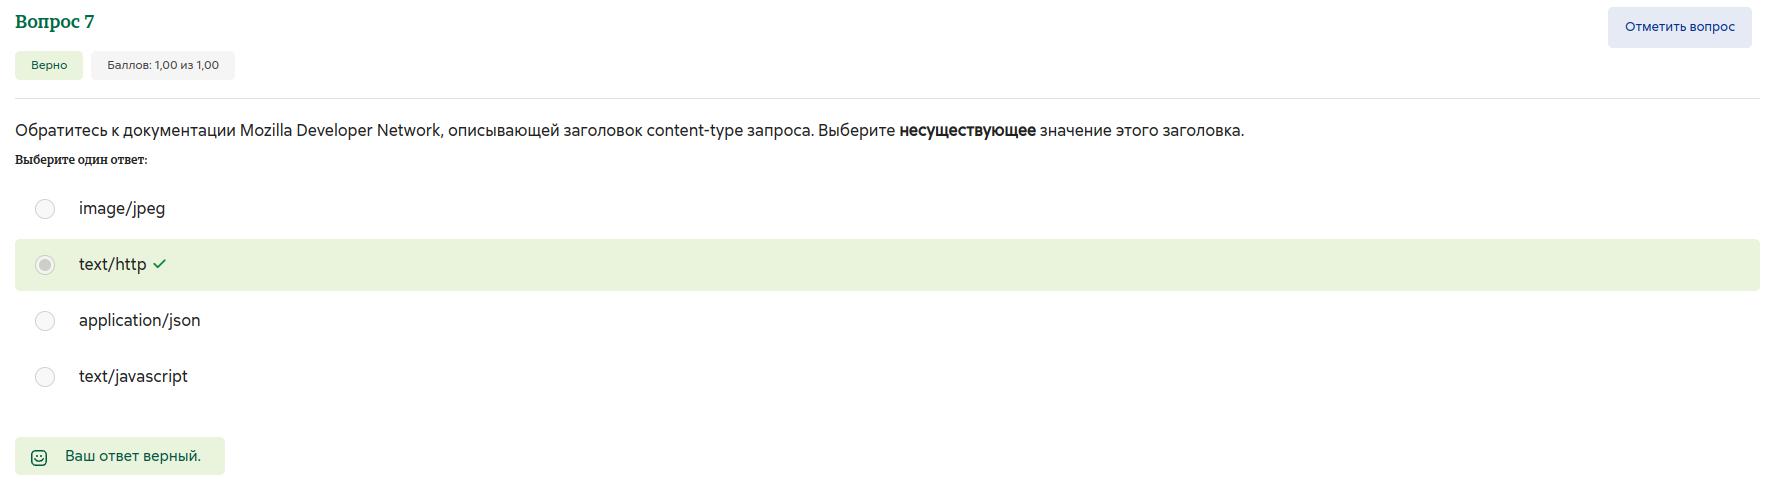 Вопрос 7
Отметить вопрос
Верно
Баллов: 1,00 из 1,00
Обратитесь к документации Mozilla Developer Network, описывающей заголовок content-type запроса. Выберите несуществующее значение этого заголовка.
Выберите один ответ:
image/jpeg
text/http
application/json
text/javascript
Ваш ответ верный.